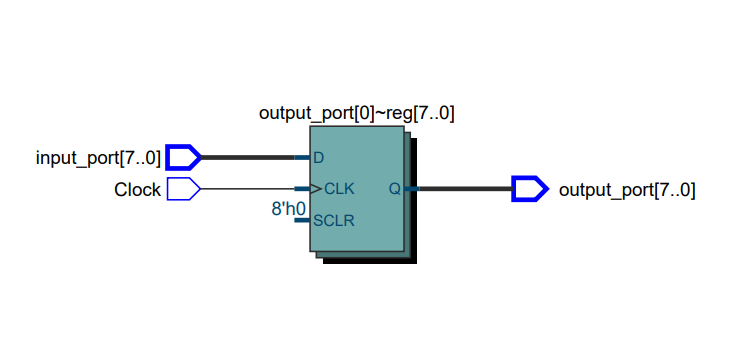 output_port[0]~reg[7..0]
input_port[7..0]
D
Clock
CLK
Q
output_port[7..0]
8'h0
SCLR